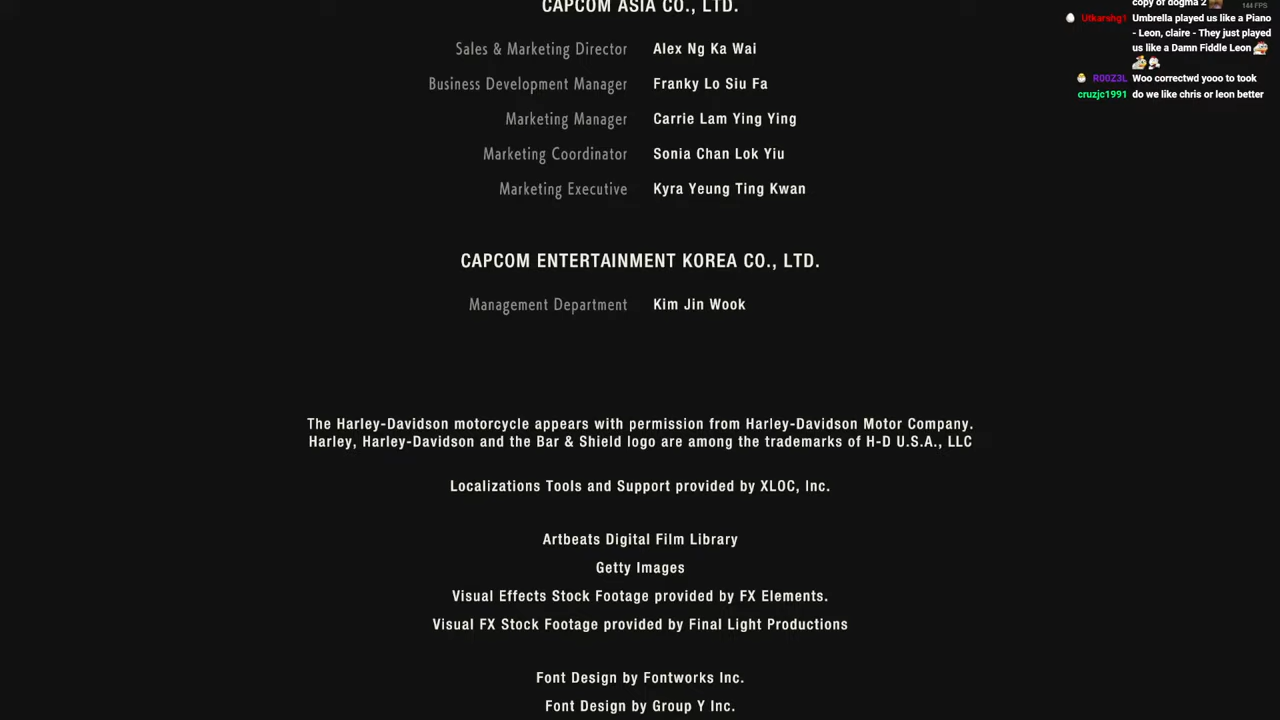 CAPCOM ASIA CO., LTD.
Sales & Marketing Director Alex Ng Ka Wai
Business Development Manager Franky Lo Siu Fa
Marketing Manager Carrie Lam Ying Ying
Marketing Coordinator Sonia Chan Lok Yiu
Marketing Executive Kyra Yeung Ting Kwan
CAPCOM ENTERTAINMENT KOREA CO., LTD.
Management Department Kim Jin Wook
The Harley-Davidson motorcycle appears with permission from Harley-Davidson Motor Company.
Harley, Harley-Davidson and the Bar & Shield logo are among the trademarks of H-D U.S.A., LLC
Localizations Tools and Support provided by XLOC, Inc.
Artbeats Digital Film Library
Getty Images
Visual Effects Stock Footage provided by FX Elements.
Visual FX Stock Footage provided by Final Light Productions
Font Design by Fontworks Inc.
Font Design by Group Y Inc.
copy of dogma 2
144 FPS
Utkarshg1 Umbrella played us like a Piano
- Leon, claire - They just played
us like a Damn Fiddle Leon
R00Z3L Woo correctwd yooo to took
cruzjc1991 do we like chris or leon better